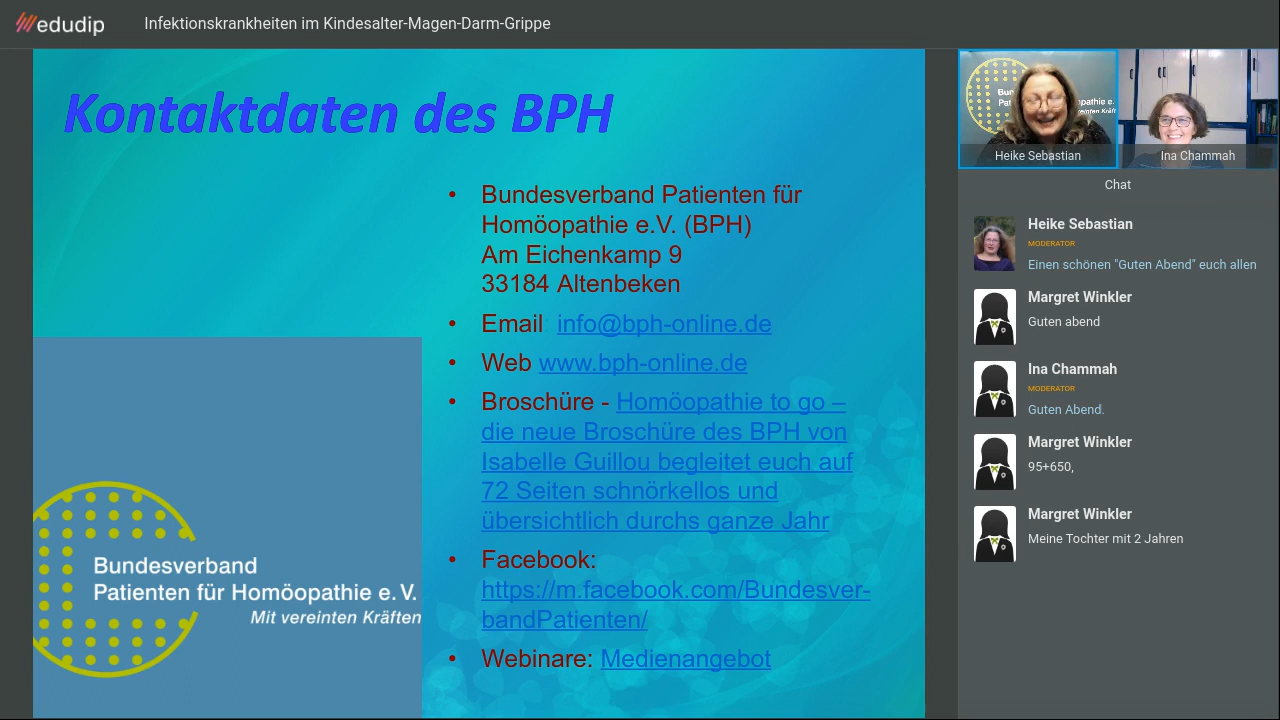 edudip
Infektionskrankheiten im Kindesalter-Magen-Darm-Grippe
Kontaktdaten des BPH
• Bundesverband Patienten für
Homöopathie e.V. (BPH)
Am Eichenkamp 9
33184 Altenbeken
• Email info@bph-online.de
• Web www.bph-online.de
• Broschüre - Homöopathie to go –
die neue Broschüre des BPH von
Isabelle Guillou begleitet euch auf
72 Seiten schnörkellos und
übersichtlich durchs ganze Jahr
• Facebook:
https://m.facebook.com/Bundesver-
bandPatienten/
• Webinare: Medienangebot
Bundesverband
Patienten für Homöopathie e.V.
Mit vereinten Kräften
Heike Sebastian
Ina Chammah
Chat
Heike Sebastian
MODERATOR
Einen schönen "Guten Abend" euch allen
Margret Winkler
Guten abend
Ina Chammah
MODERATOR
Guten Abend.
Margret Winkler
95+650,
Margret Winkler
Meine Tochter mit 2 Jahren